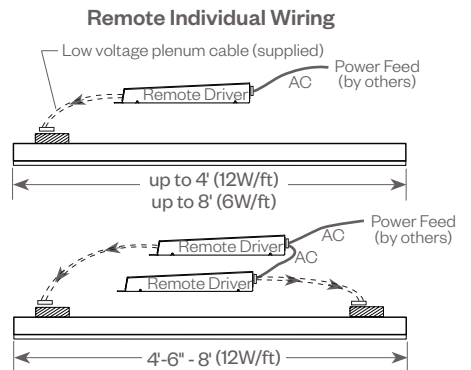 Remote Individual Wiring
Low voltage plenum cable (supplied)
Remote Driver
AC
Power Feed
(by others)
up to 4' (12W/ft)
up to 8' (6W/ft)
Remote Driver
AC
Power Feed
(by others)
AC
Remote Driver
4'-6" - 8' (12W/ft)